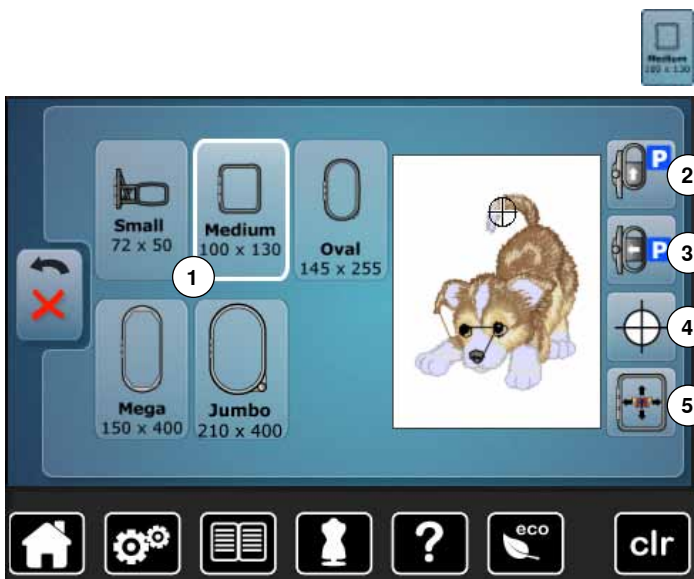 Medium
100 x 130
Small
72 x 50
Medium
100 x 130
Oval
145 x 255
1
Mega
150 x 400
Jumbo
210 x 400
P
2
P
3
4
5
?
eco
clr